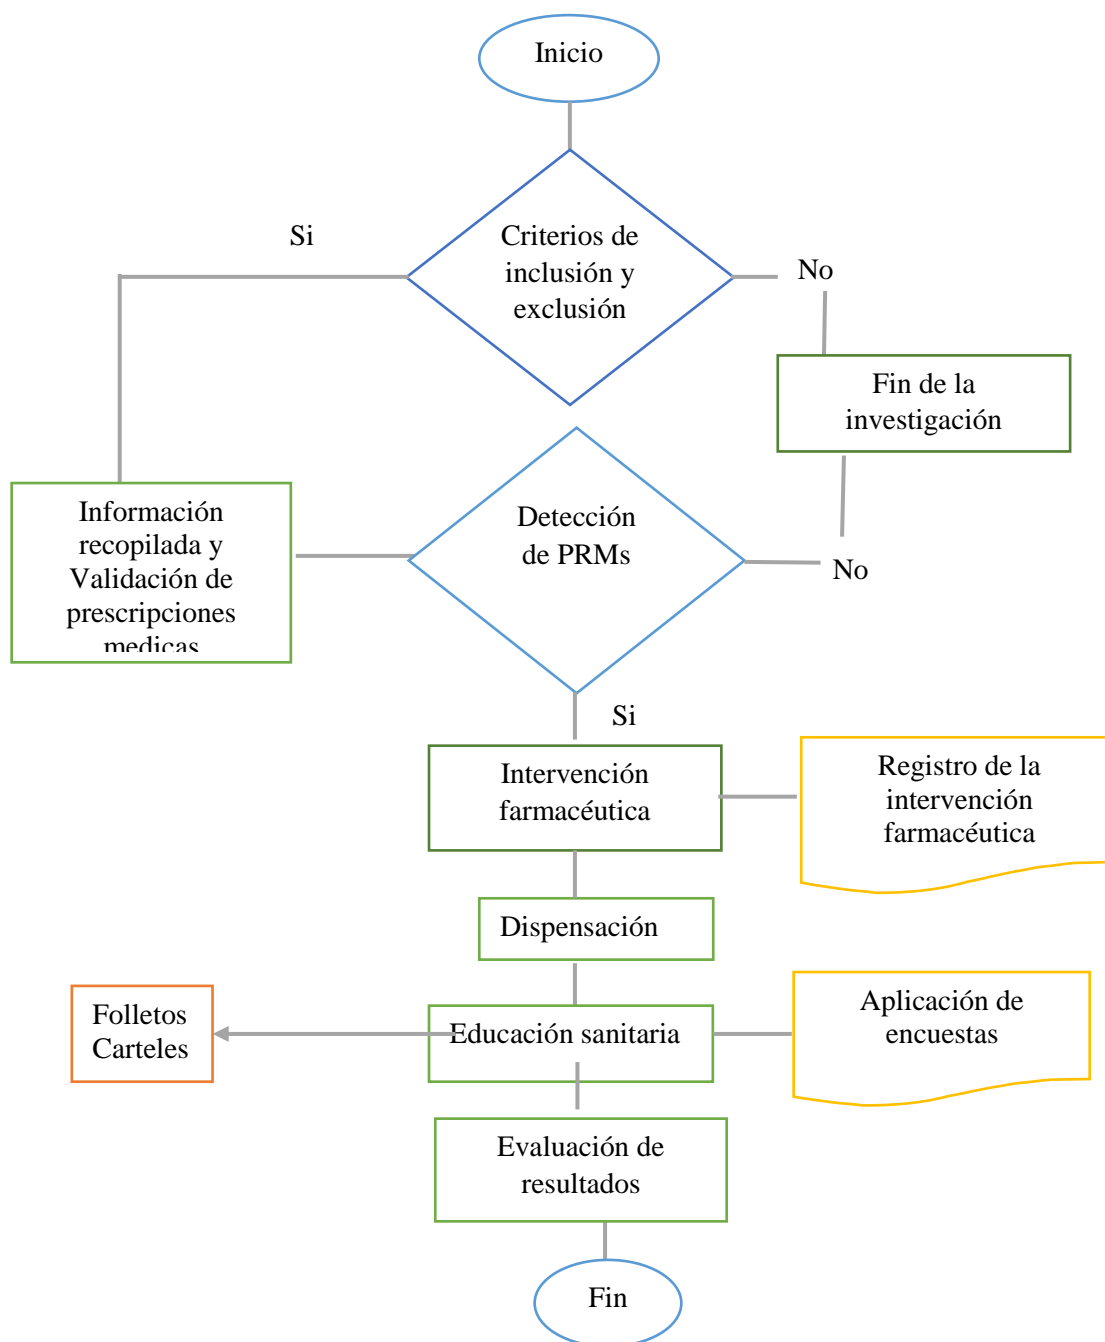 Inicio
Si
Criterios de
inclusión y
exclusión
No
Fin de la
investigación
Información
recopilada y
Validación de
prescripciones
medicas
Detección
de PRMs
No
Si
Intervención
farmacéutica
Registro de la
intervención
farmacéutica
Dispensación
Folletos
Carteles
Educación sanitaria
Aplicación de
encuestas
Evaluación de
resultados
Fin